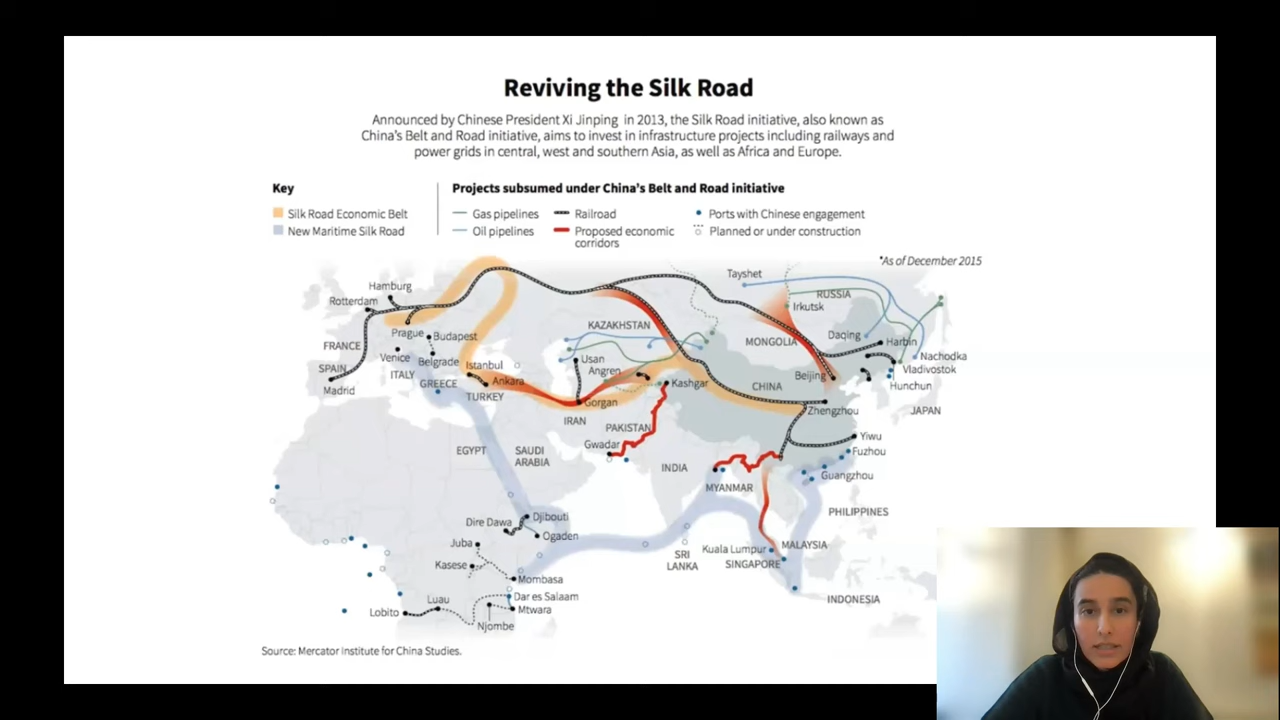 Reviving the Silk Road
Announced by Chinese President Xi Jinping in 2013, the Silk Road initiative, also known as
China's Belt and Road initiative, aims to invest in infrastructure projects including railways and
power grids in central, west and southern Asia, as well as Africa and Europe.
Key
Silk Road Economic Belt
New Maritime Silk Road
Projects subsumed under China's Belt and Road initiative
Gas pipelines
Railroad
Ports with Chinese engagement
Oil pipelines
Proposed economic
corridors
Planned or under construction
*As of December 2015
Tayshet
Hamburg
Rotterdam
RUSSIA
Irkutsk
KAZAKHSTAN
Prague
Budapest
Daqing
Harbin
FRANCE
MONGOLIA
Venice
Belgrade
Istanbul
Usan
Nachodka
SPAIN
ITALY
Angren
Vladivostok
GREECE
Ankara
Kashgar
Beijing
CHINA
Hunchun
Madrid
TURKEY
Gorgan
Zhengzhou
JAPAN
IRAN
PAKISTAN
Yiwu
Gwadar
EGYPT
SAUDI
ARABIA
Fuzhou
INDIA
Guangzhou
MYANMAR
PHILIPPINES
Dire Dawa
Djibouti
Ogaden
Juba
Kuala Lumpur
MALAYSIA
SRI
LANKA
SINGAPORE
Kasese
Mombasa
Dar es Salaam
INDONESIA
Luau
Lobito
Mtwara
Njombe
Source: Mercator Institute for China Studies.